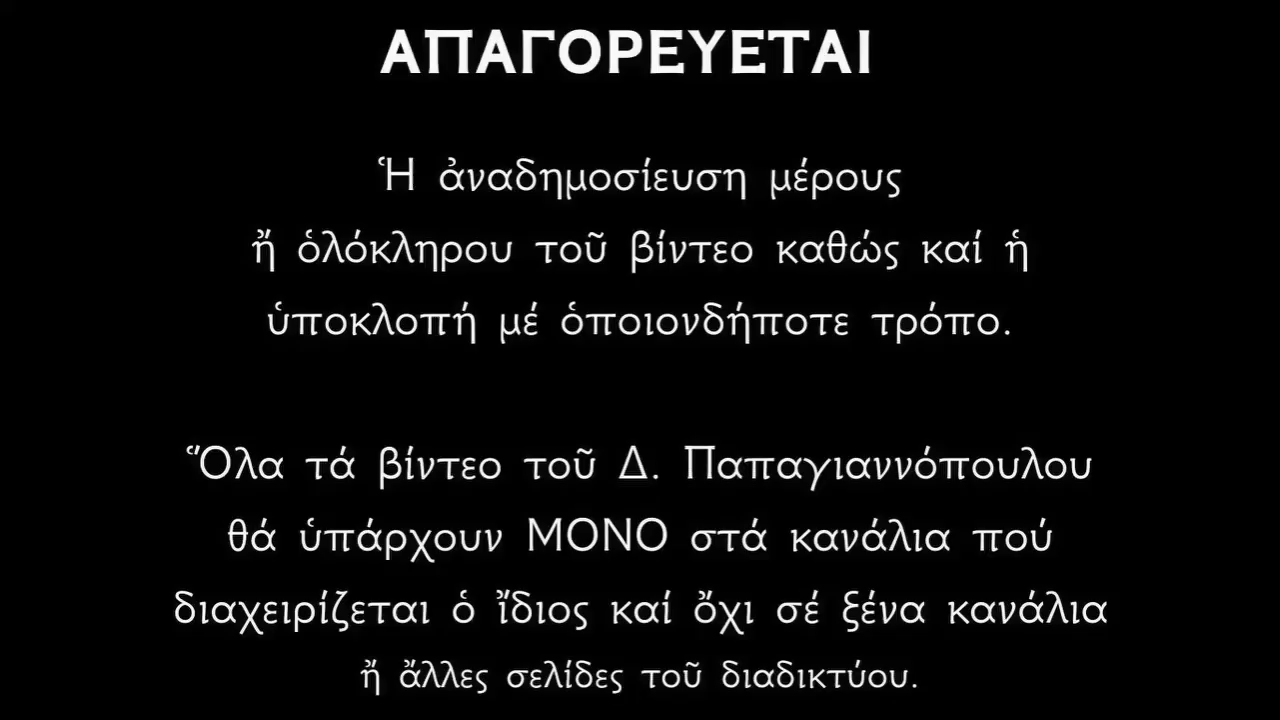 ΑΠΑΓΟΡΕΥΕΤΑΙ
Ἡ ἀναδημοσίευση μέρους
ἤ ὁλόκληρου τοῦ βίντεο καθώς καί ἡ
ὑποκλοπή μέ ὁποιονδήποτε τρόπο.
Ὅλα τά βίντεο τοῦ Δ. Παπαγιαννόπουλου
θά ὑπάρχουν ΜΟΝΟ στά κανάλια πού
διαχειρίζεται ὁ ἴδιος καί ὄχι σέ ξένα κανάλια
ἤ ἄλλες σελίδες τοῦ διαδικτύου.